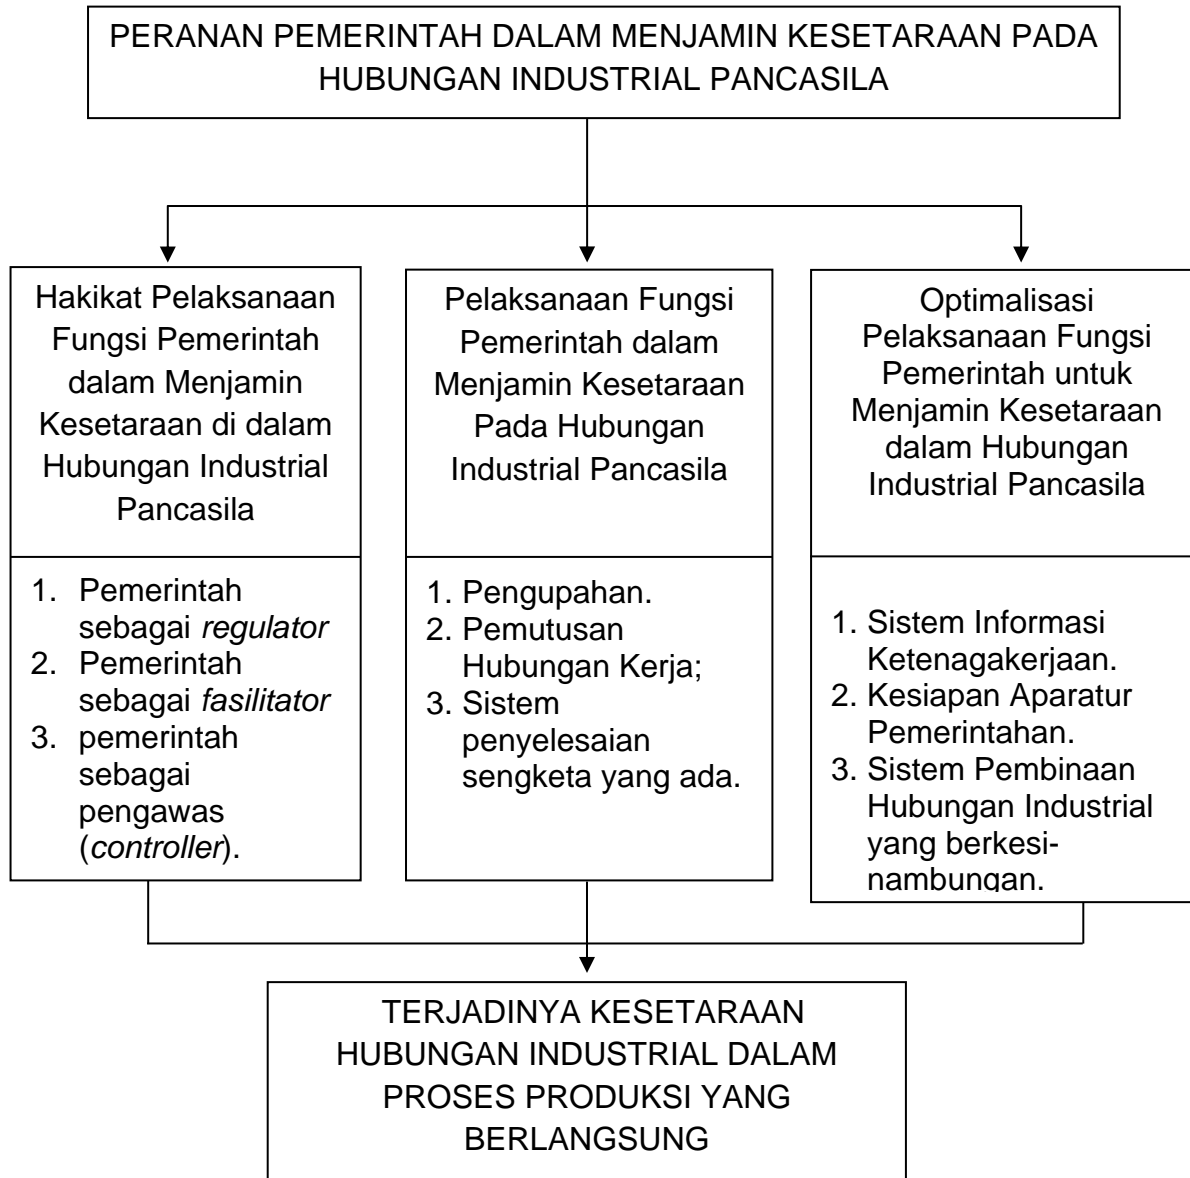 PERANAN PEMERINTAH DALAM MENJAMIN KESETARAAN PADA
HUBUNGAN INDUSTRIAL PANCASILA
Hakikat Pelaksanaan
Fungsi Pemerintah
dalam Menjamin
Kesetaraan di dalam
Hubungan Industrial
Pancasila
1. Pemerintah
sebagai regulator
2. Pemerintah
sebagai fasilitator
3. pemerintah
sebagai
pengawas
(controller).
Pelaksanaan Fungsi
Pemerintah dalam
Menjamin Kesetaraan
Pada Hubungan
Industrial Pancasila
1. Pengupahan.
2. Pemutusan
Hubungan Kerja;
3. Sistem
penyelesaian
sengketa yang ada.
Optimalisasi
Pelaksanaan Fungsi
Pemerintah untuk
Menjamin Kesetaraan
dalam Hubungan
Industrial Pancasila
1. Sistem Informasi
Ketenagakerjaan.
2. Kesiapan Aparatur
Pemerintahan.
3. Sistem Pembinaan
Hubungan Industrial
yang berkesi-
nambungan.
TERJADINYA KESETARAAN
HUBUNGAN INDUSTRIAL DALAM
PROSES PRODUKSI YANG
BERLANGSUNG